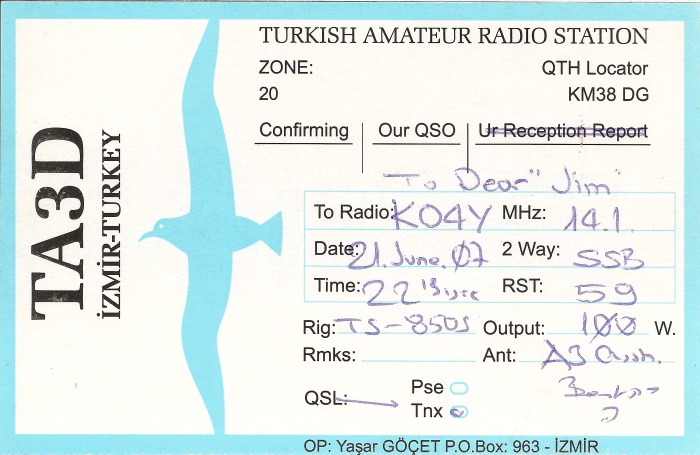 TA3D
İZMİR-TURKEY
TURKISH AMATEUR RADIO STATION
ZONE: QTH Locator
20 KM38 DG
Confirming Our QSO Ur Reception Report
To Dear "Jim"
To Radio: KO4Y MHz: 14.1.
Date: 21.June.07 2 Way: SSB
Time: 22 RST: 59
Rig: TS-850S Output: 100 W.
Rmks: Ant: A3
QSL: Pse
Tnx
OP: Yaşar GÖÇET P.O.Box: 963 - İZMİR